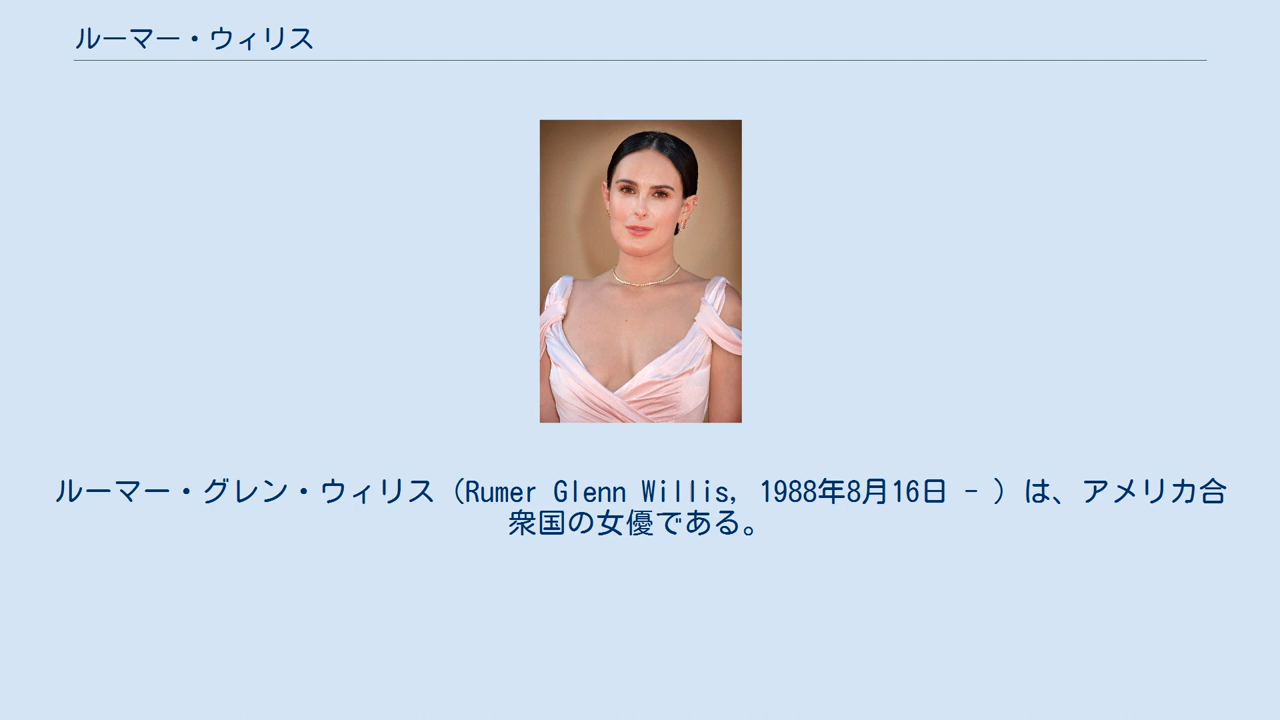 ルーマー・ウィリス
ルーマー・グレン・ウィリス（Rumer Glenn Willis, 1988年8月16日 - ）は、アメリカ合
衆国の女優である。